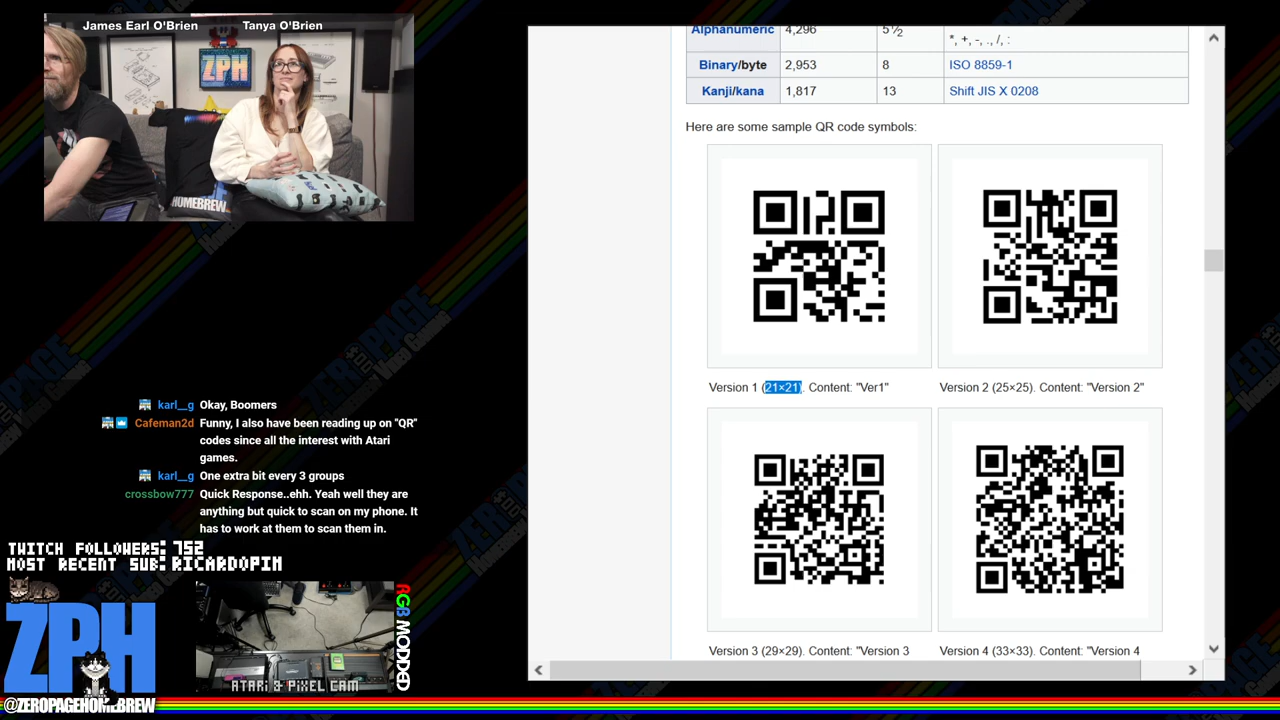 James Earl O'Brien
Tanya O'Brien
ZPH
HOMEBREW
karl__g Okay, Boomers
Cafeman2d Funny, I also have been reading up on "QR"
codes since all the interest with Atari
games.
karl__g One extra bit every 3 groups
crossbow777 Quick Response..ehh. Yeah well they are
anything but quick to scan on my phone. It
has to work at them to scan them in.
TWITCH FOLLOWERS: 752
MOST RECENT SUB: RICARDOPIM
ZPH
@ZEROPAGEHOMEBREW
RGB MODDED
ATARI & PIXEL CAM
Alphanumeric 4,296 5 1⁄2 *, +, -, ., /, :
Binary/byte 2,953 8 ISO 8859-1
Kanji/kana 1,817 13 Shift JIS X 0208
Here are some sample QR code symbols:
Version 1 (21×21). Content: "Ver1"
Version 2 (25×25). Content: "Version 2"
Version 3 (29×29). Content: "Version 3
Version 4 (33×33). Content: "Version 4